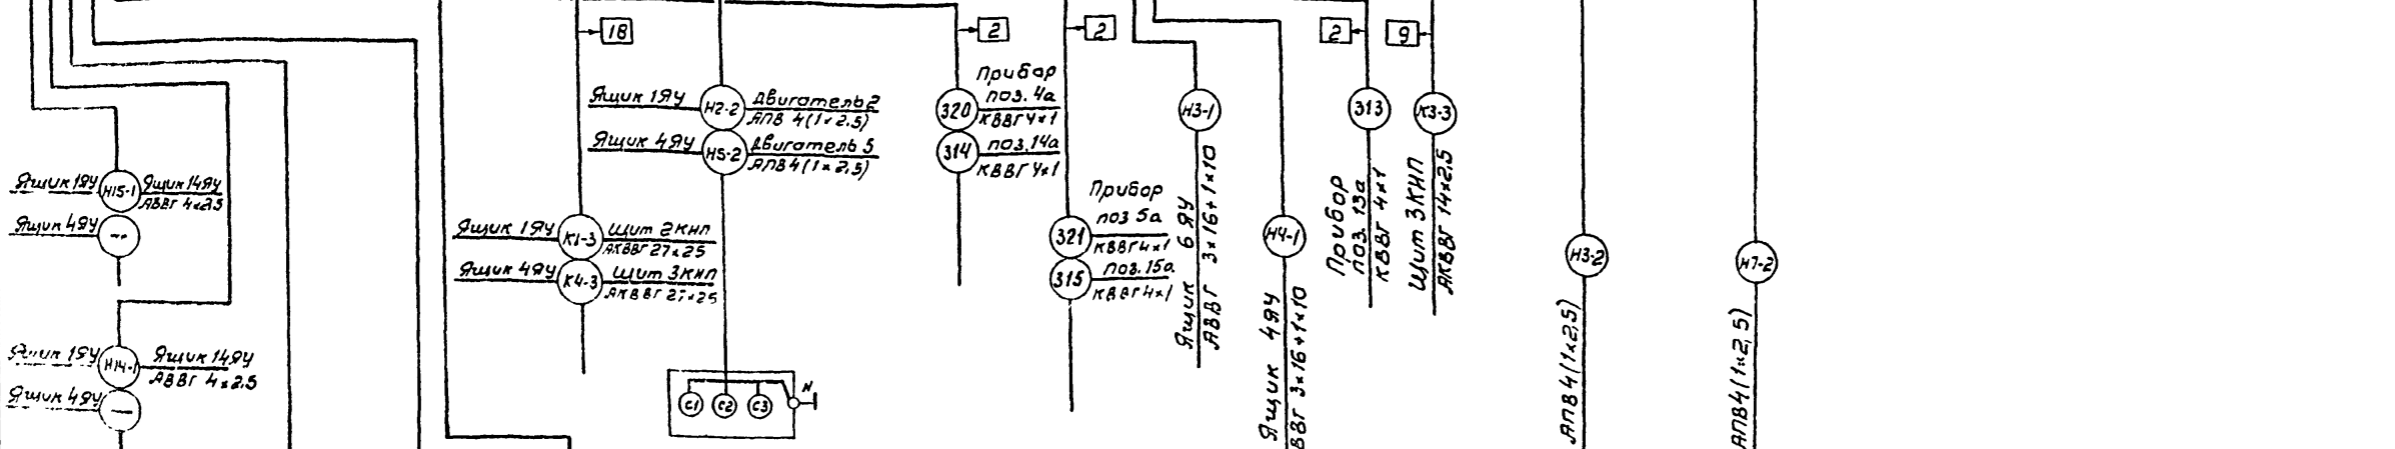 18
2
2
2
9
Прибор
поз. 4а
320
КВВГ 4×1
314
поз. 14а
КВВГ 4×1
Ящик 1ЯУ
Н2-2
двигатель 2
АПВ 4(1×2,5)
Ящик 4ЯУ
Н5-2
двигатель 5
АПВ 4(1×2,5)
Н3-1
313
К3-3
Ящик 1ЯУ
Н15-1
Ящик 14ЯУ
АВВГ 4×2,5
Ящик 4ЯУ
Ящик 1ЯУ
К1-3
щит 2КНП
АКВВГ 27×25
Ящик 4ЯУ
К4-3
щит 3КНП
АКВВГ 27×25
Прибор
поз 5а
321
КВВГ 4×1
315
поз. 15а
КВВГ 4×1
Ящик 6ЯУ
АВВГ 3×16+1×10
Н4-1
Ящик 4ЯУ
ВВГ 3×16+1×10
Прибор
поз. 13а
КВВГ 4×1
Щит 3КНП
АКВВГ 14×2,5
Н3-2
АПВ 4(1×2,5)
Н7-2
АПВ4(1×2,5)
Ящик 1ЯУ
Н14-1
Ящик 14ЯУ
АВВГ 4×2,5
Ящик 4ЯУ
С1
С2
С3
N